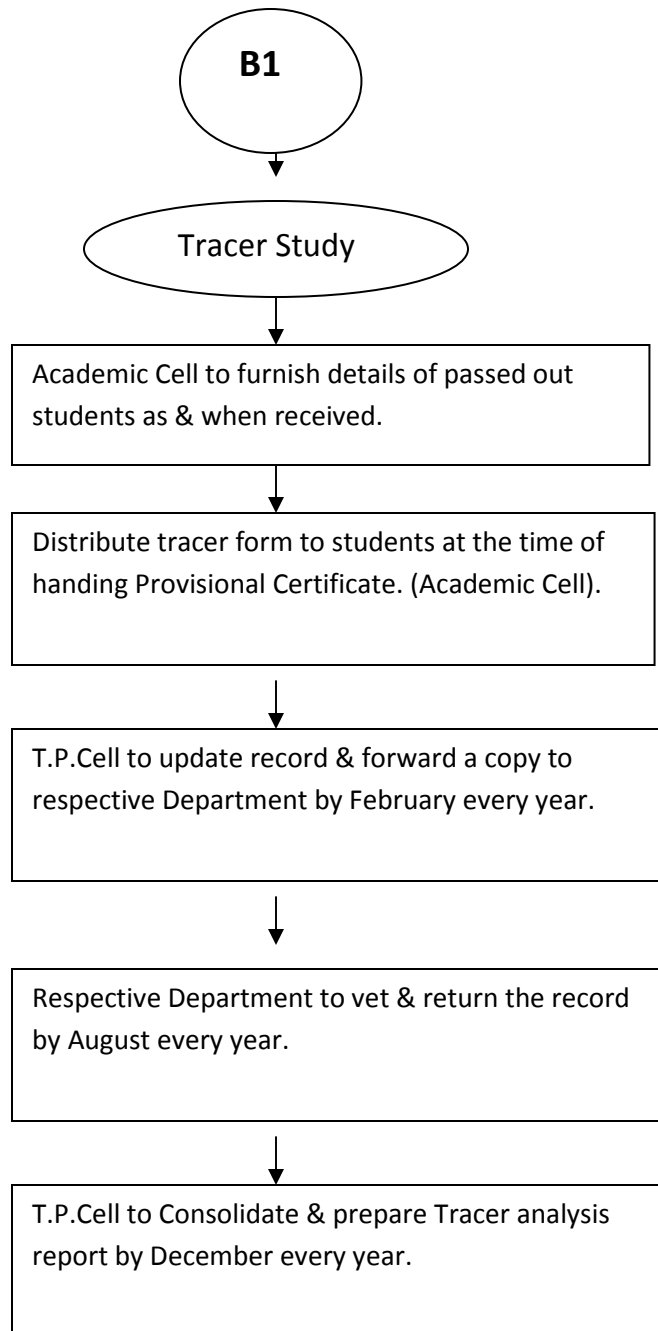 B1
Tracer Study
Academic Cell to furnish details of passed out
students as & when received.
Distribute tracer form to students at the time of
handing Provisional Certificate. (Academic Cell).
T.P.Cell to update record & forward a copy to
respective Department by February every year.
Respective Department to vet & return the record
by August every year.
T.P.Cell to Consolidate & prepare Tracer analysis
report by December every year.